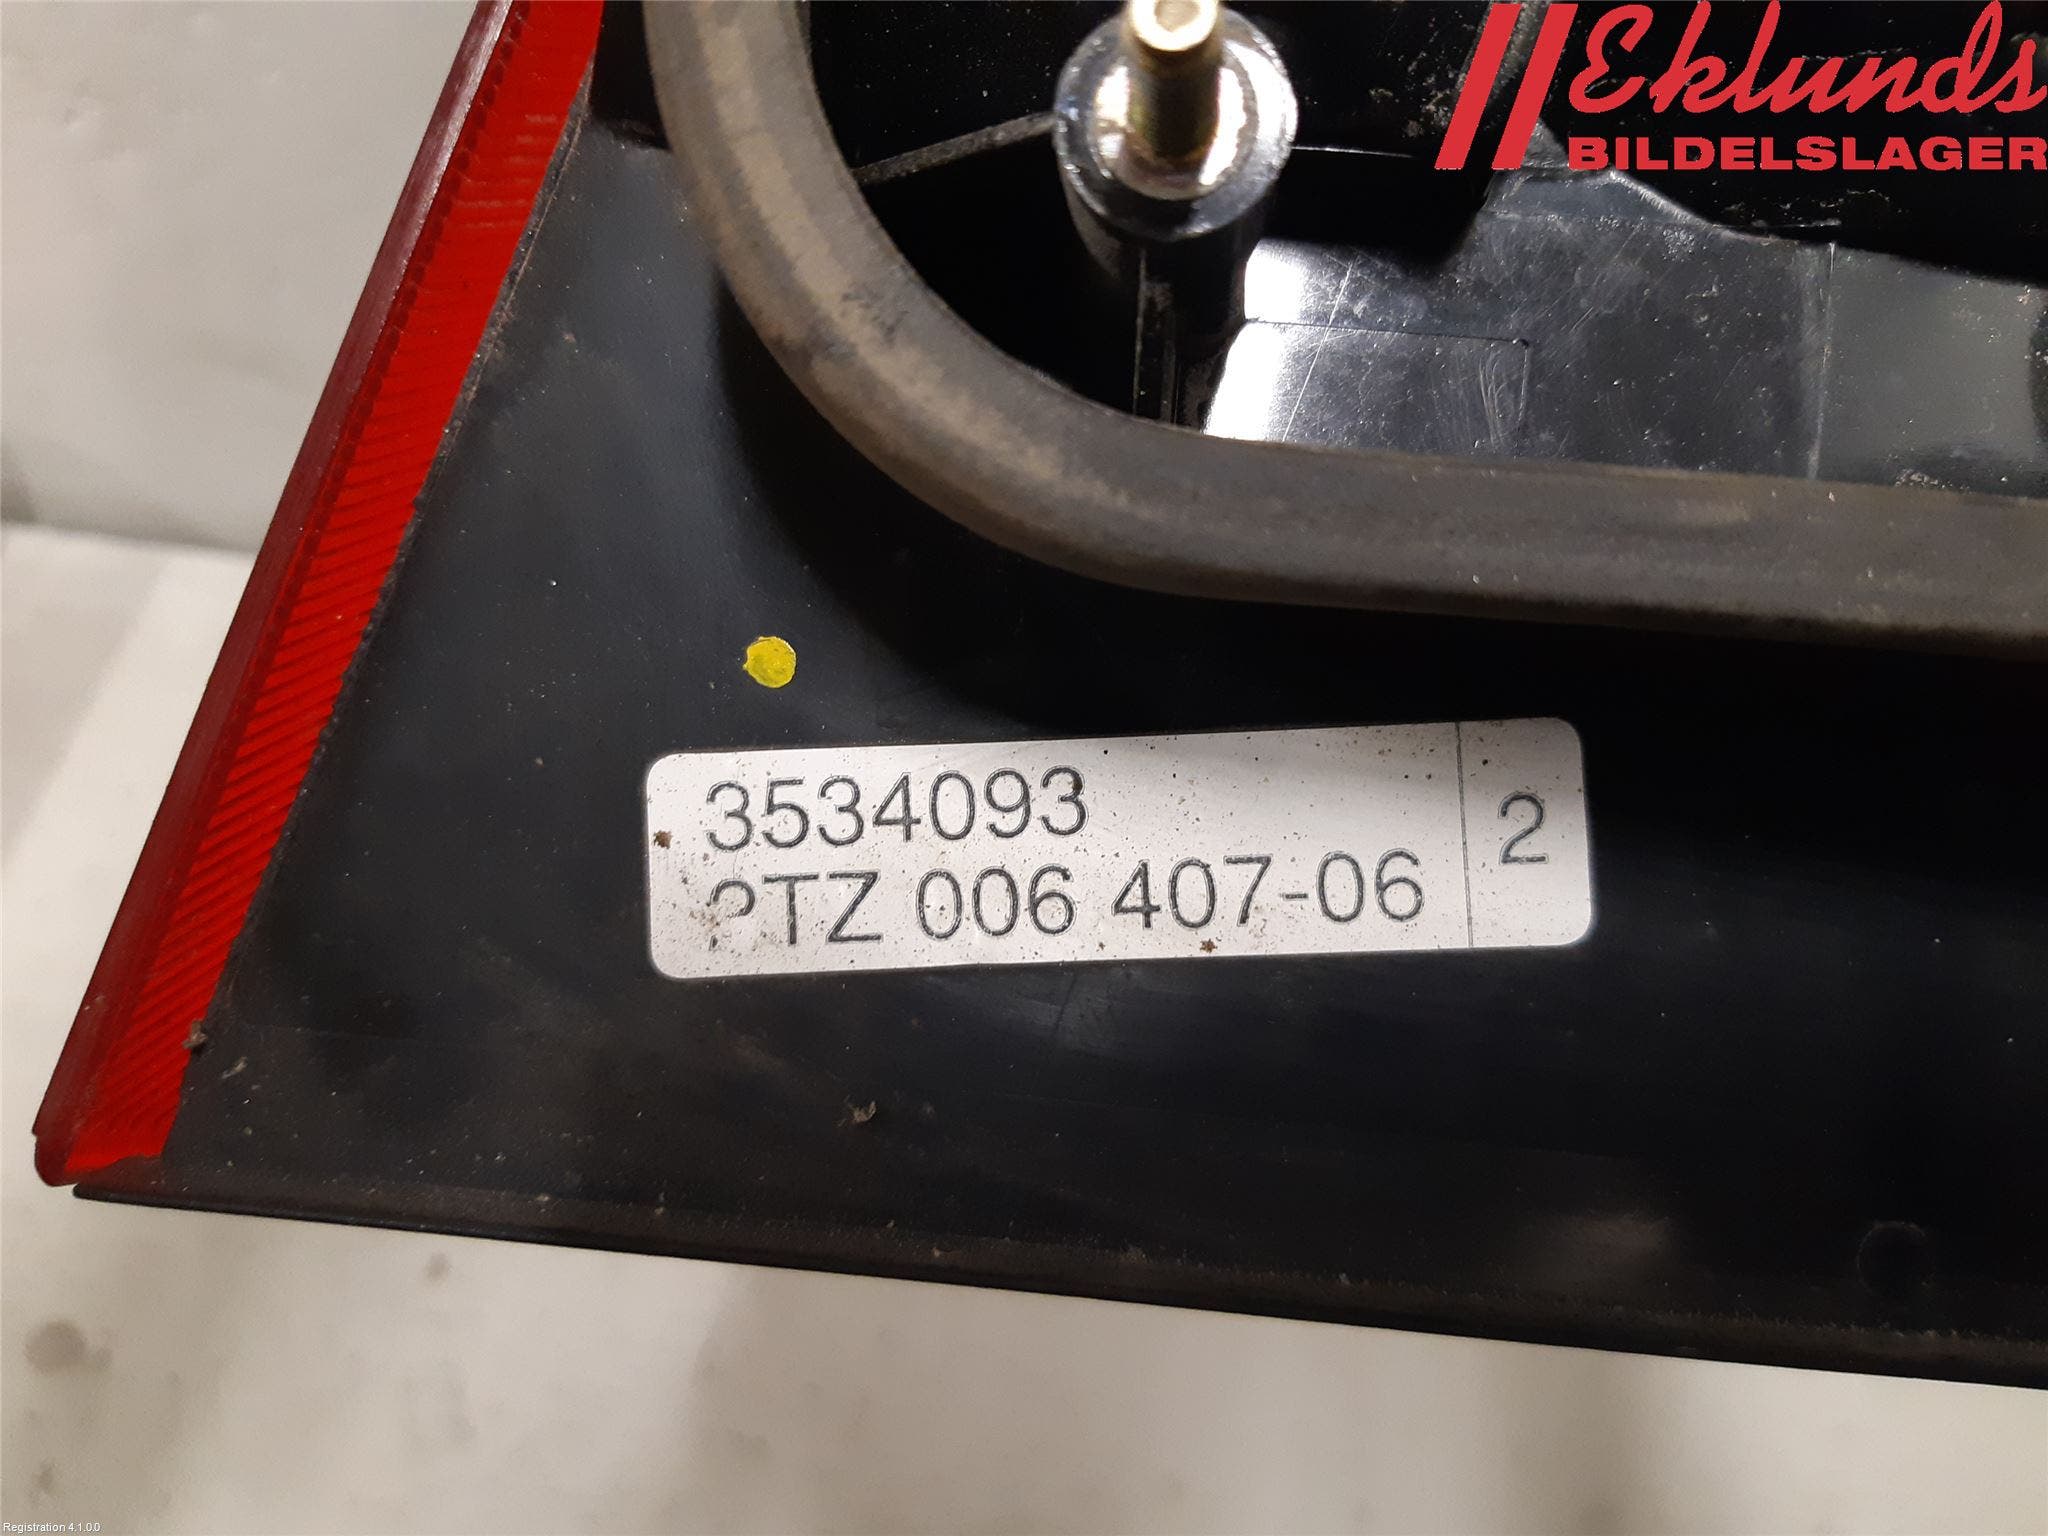 Eklunds
BILDELSLAGER
3534093
2TZ 006 407-06
2
Registration 4.1.0.0